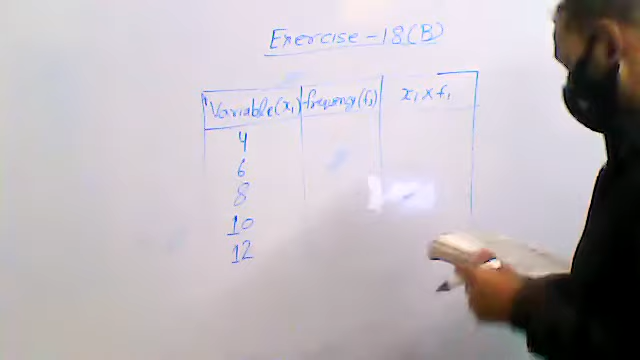 Exercise - 18(B)
Variable(x₁) frequency(f₁) x₁ x f₁
4
6
8
10
12